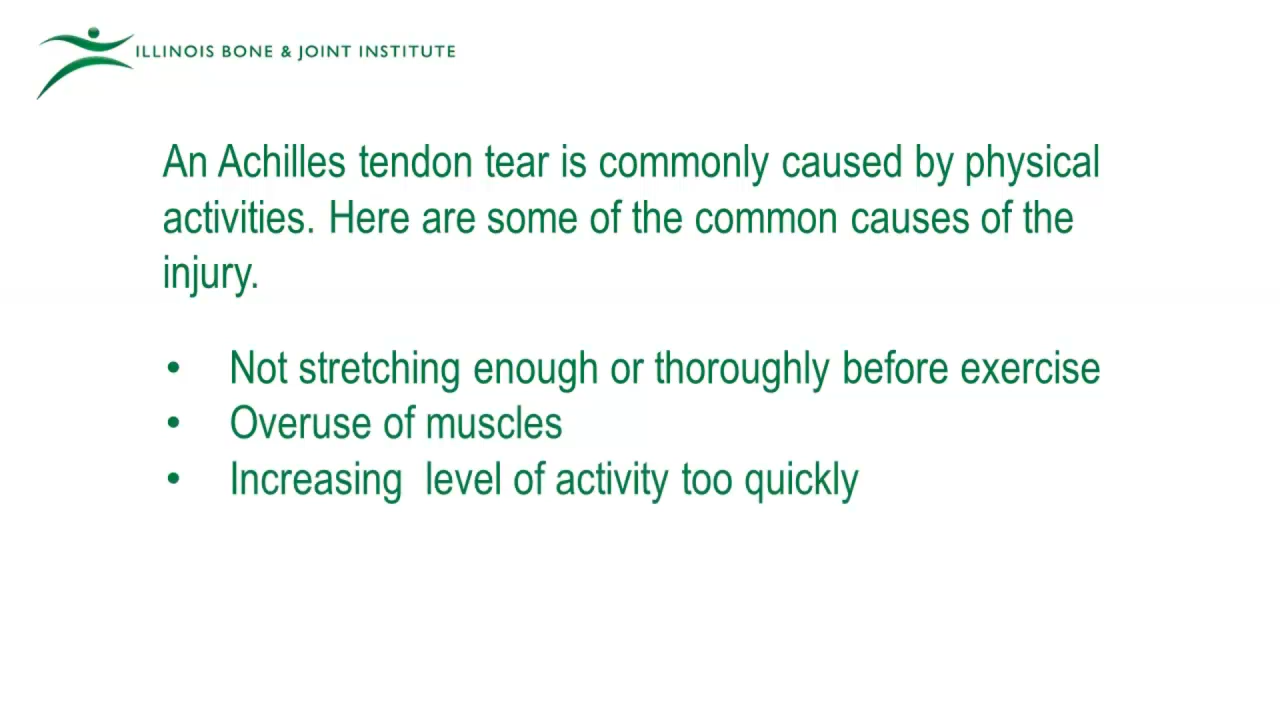 ILLINOIS BONE & JOINT INSTITUTE
An Achilles tendon tear is commonly caused by physical
activities. Here are some of the common causes of the
injury.
• Not stretching enough or thoroughly before exercise
• Overuse of muscles
• Increasing  level of activity too quickly